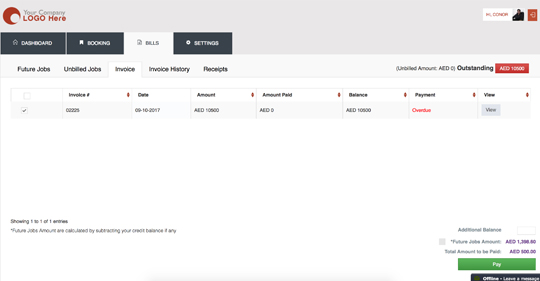 Your Company
LOGO Here
Hi, CONOR
DASHBOARD BOOKING BILLS SETTINGS
Future Jobs Unbilled Jobs Invoice Invoice History Receipts (Unbilled Amount: AED 0) Outstanding AED 10500
Invoice # Date Amount Amount Paid Balance Payment View
02225 09-10-2017 AED 10500 AED 0 AED 10500 Overdue View
Showing 1 to 1 of 1 entries
*Future Jobs Amount are calculated by subtracting your credit balance if any.
Additional Balance
*Future Jobs Amount: AED 1,398.60
Total Amount to be Paid: AED 500.00
Pay
Offline - Leave a message